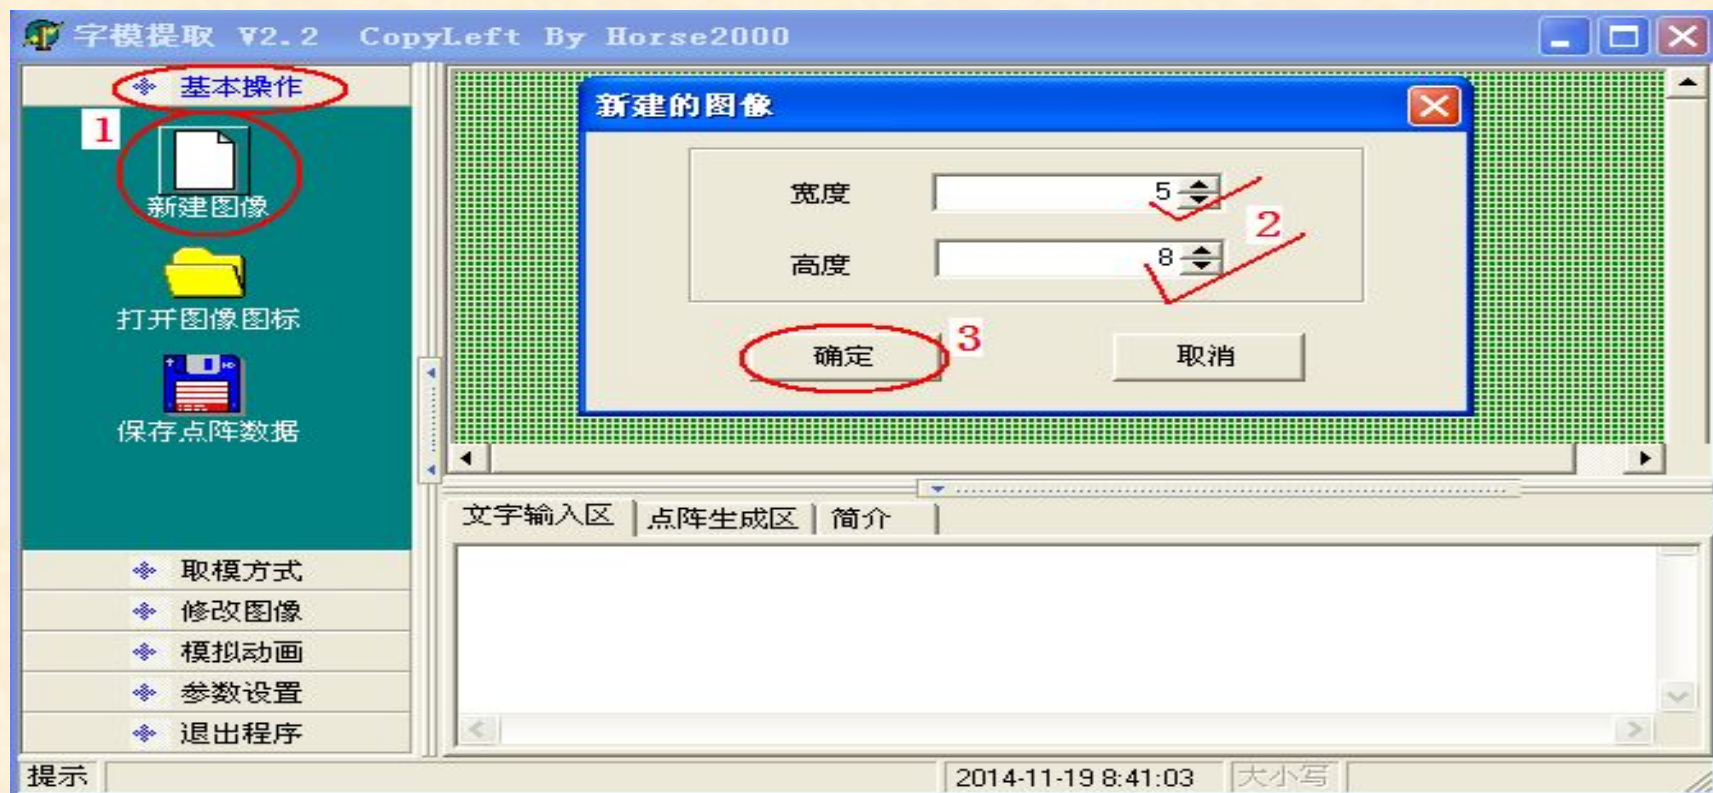 字模提取 V2.2 CopyLeft By Horse2000
基本操作
1
新建图像
打开图像图标
保存点阵数据
取模方式
修改图像
模拟动画
参数设置
退出程序
新建的图像
宽度 5
2
高度 8
确定 3 取消
文字输入区 点阵生成区 简介
提示 2014-11-19 8:41:03 大小写